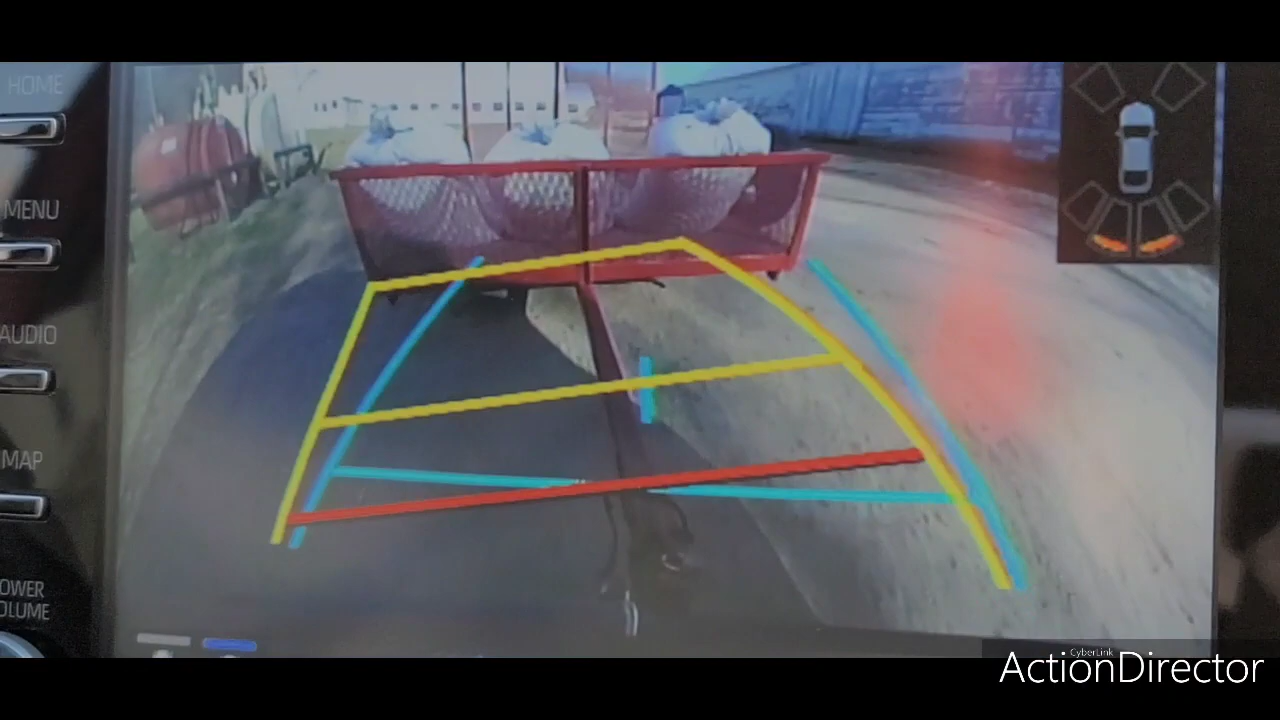 HOME
MENU
AUDIO
MAP
OWER
OLUME
CyberLink
ActionDirector